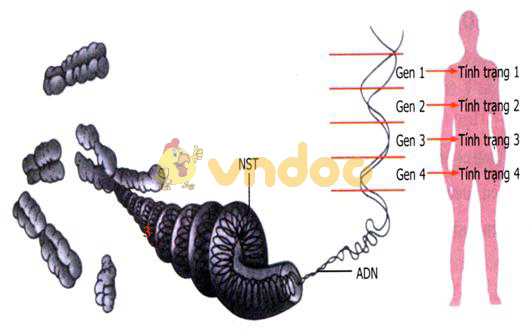 Gen 1 Tính trạng 1
Gen 2 Tính trạng 2
Gen 3 Tính trạng 3
Gen 4 Tính trạng 4
vndoc
NST
3
ADN